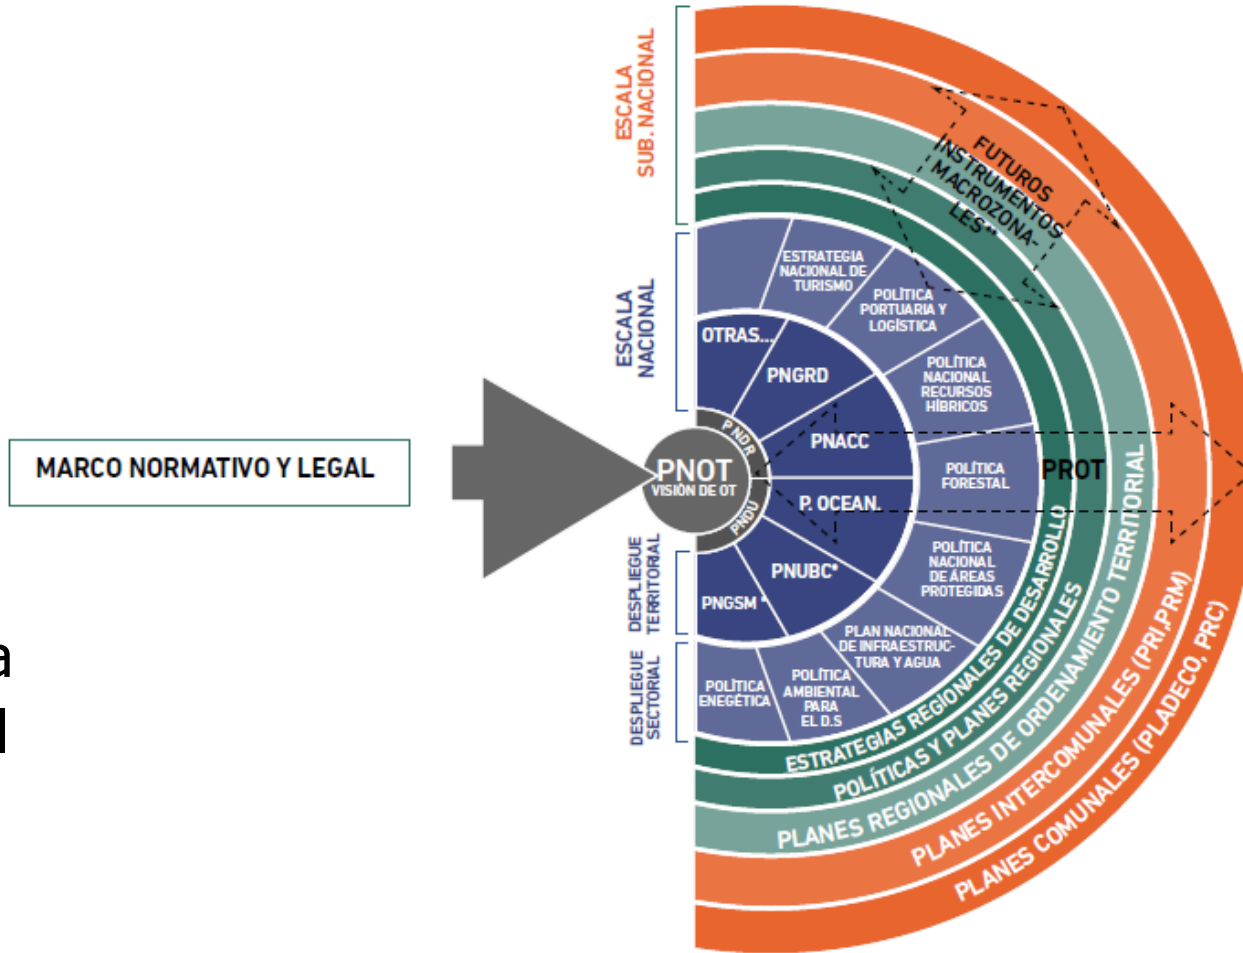 ESCALA
SUB. NACIONAL
ESCALA
NACIONAL
DESPLIEGUE
TERRITORIAL
DESPLIEGUE
SECTORIAL
MARCO NORMATIVO Y LEGAL
a
PNOT
VISIÓN DE OT
PNDR
PNDU
OTRAS...
PNGRD
PNACC
P. OCEAN.
PNUBC*
PNGSM *
ESTRATEGIA
NACIONAL DE
TURISMO
POLÍTICA
PORTUARIA Y
LOGÍSTICA
POLÍTICA
NACIONAL
RECURSOS
HÍBRICOS
POLÍTICA
FORESTAL
POLÍTICA
NACIONAL
DE ÁREAS
PROTEGIDAS
PLAN NACIONAL
DE INFRAESTRUC-
TURA Y AGUA
POLÍTICA
AMBIENTAL
PARA
EL D.S
POLÍTICA
ENEGÉTICA
FUTUROS
INSTRUMENTOS
MACROZONA-
LES**
PROT
ESTRATEGIAS REGIONALES DE DESARROLLO
POLÍTICAS Y PLANES REGIONALES
PLANES REGIONALES DE ORDENAMIENTO TERRITORIAL
PLANES INTERCOMUNALES (PRI,PRM)
PLANES COMUNALES (PLADECO, PRC)